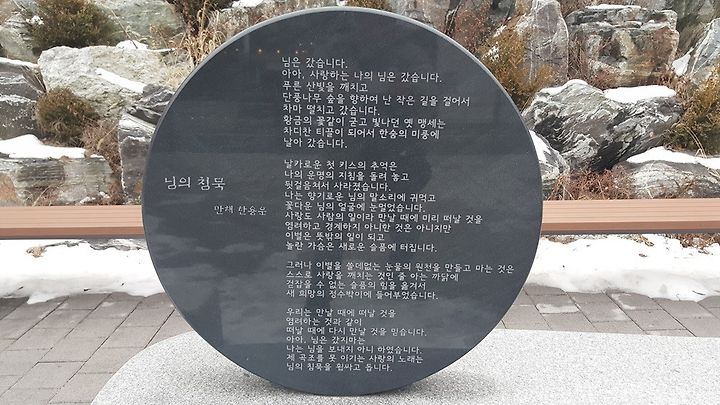 님의 침묵
만해 한용운
님은 갔습니다.
아아, 사랑하는 나의 님은 갔습니다.
푸른 산빛을 깨치고
단풍나무 숲을 향하여 난 작은 길을 걸어서
차마 떨치고 갔습니다
황금의 꽃같이 굳고 빛나던 옛 맹세는
차디찬 티끌이 되어서 한숨의 미풍에
날아 갔습니다.
날카로운 첫 키스의 추억은
나의 운명의 지침을 돌려 놓고
뒷걸음쳐서 사라졌습니다.
나는 향기로운 님의 말소리에 귀먹고
꽃다운 님의 얼굴에 눈멀었습니다.
사랑도 사람의 일이라 만날 때에 미리 떠날 것을
염려하고 경계하지 아니한 것은 아니지만
이별은 뜻밖의 일이 되고
놀란 가슴은 새로운 슬픔에 터집니다.
그러나 이별을 쓸데없는 눈물의 원천을 만들고 마는 것은
스스로 사랑을 깨치는 것인 줄 아는 까닭에
걷잡을 수 없는 슬픔의 힘을 옮겨서
새 희망의 정수박이에 들어부었습니다.
우리는 만날 때에 떠날 것을
염려하는 것과 같이
떠날 때에 다시 만날 것을 믿습니다.
아아, 님은 갔지마는
나는 님을 보내지 아니 하였습니다.
제 곡조를 못 이기는 사랑의 노래는
님의 침묵을 휩싸고 돕니다.